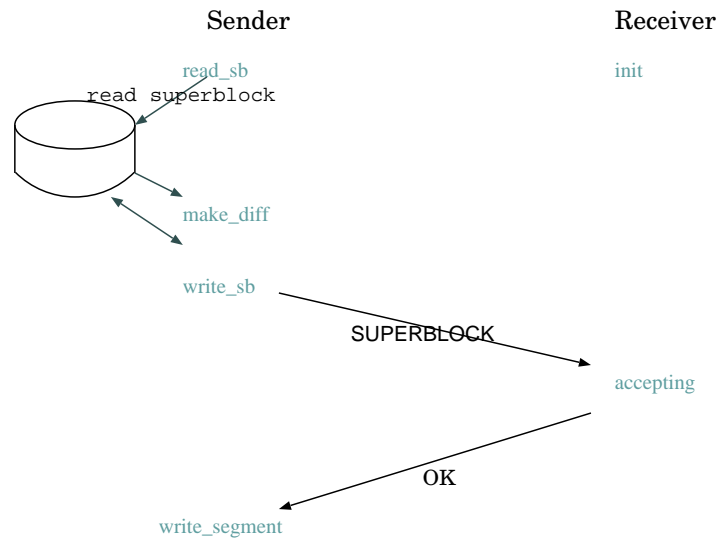 Sender
Receiver
read_sb
init
read superblock
make_diff
write_sb
SUPERBLOCK
accepting
OK
write_segment